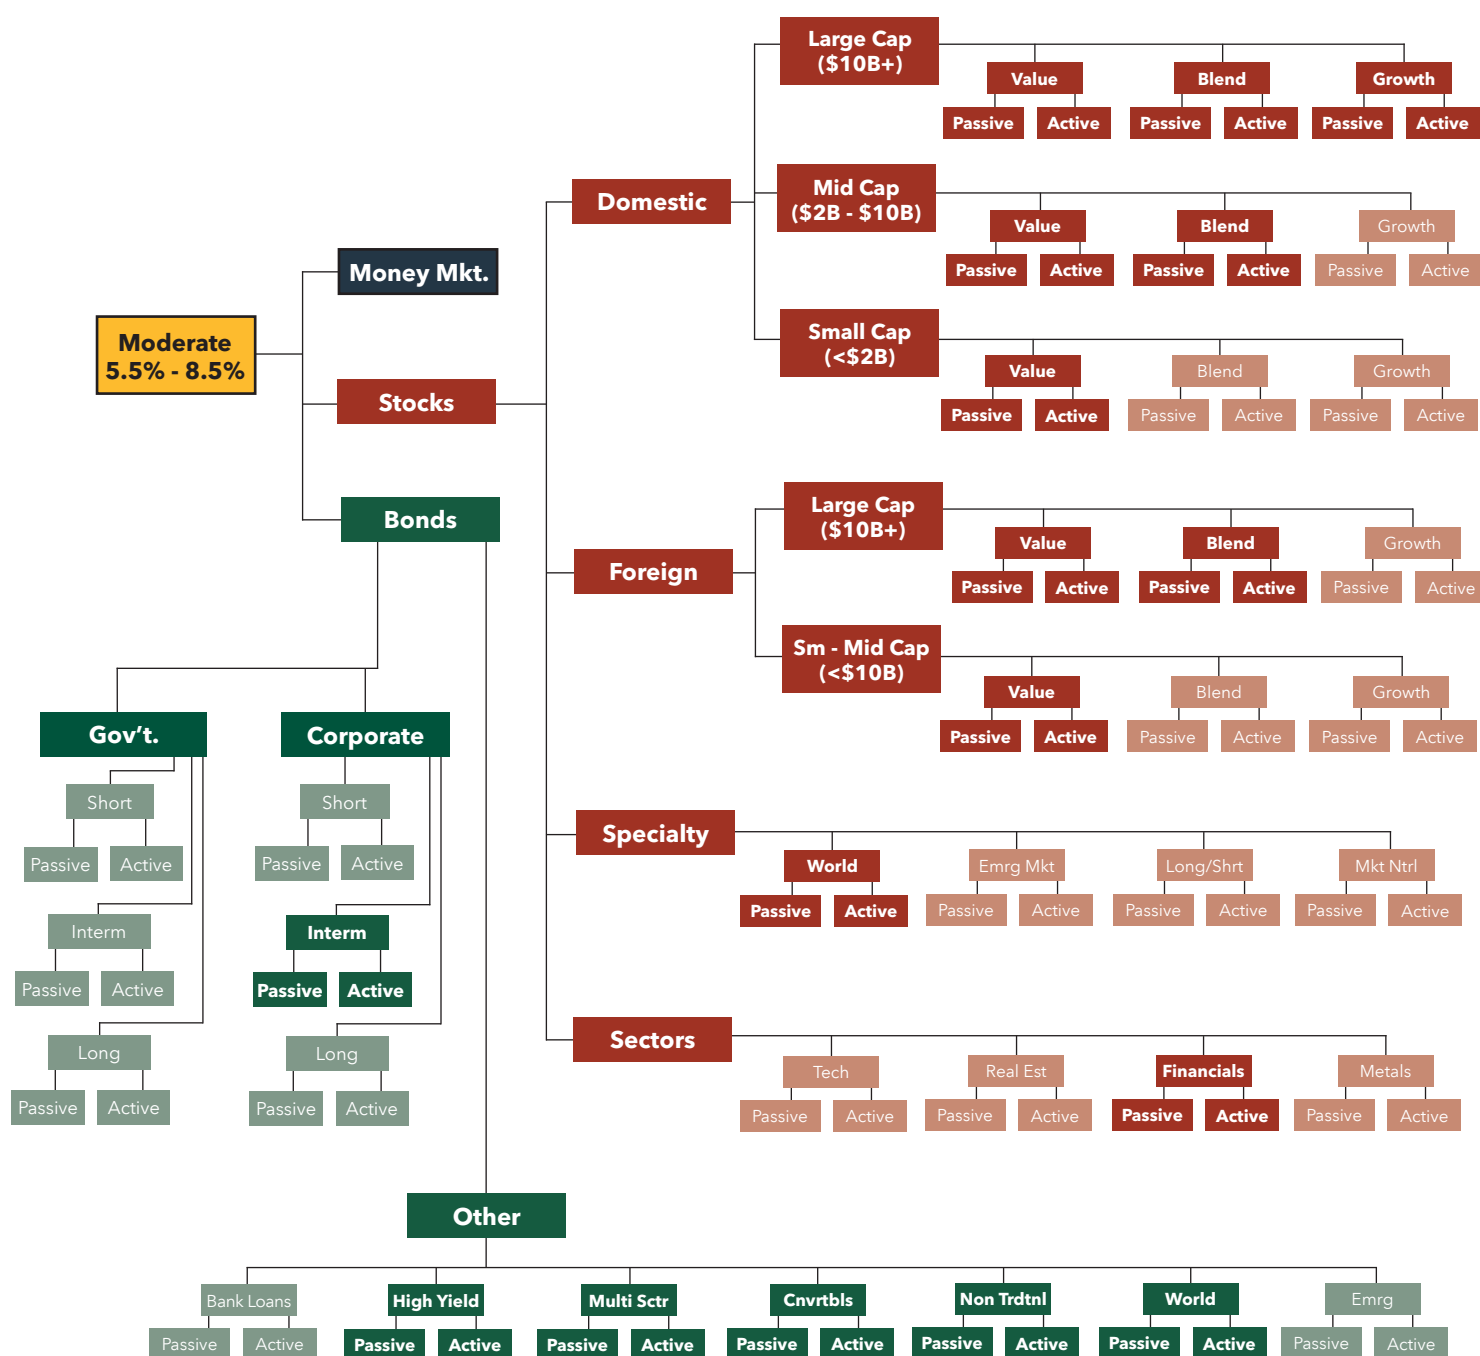 Large Cap
($10B+)
Value
Blend
Growth
Passive
Active
Passive
Active
Passive
Active
Domestic
Mid Cap
($2B - $10B)
Value
Blend
Growth
Passive
Active
Passive
Active
Passive
Active
Money Mkt.
Moderate
5.5% - 8.5%
Small Cap
(<$2B)
Value
Blend
Growth
Passive
Active
Passive
Active
Passive
Active
Stocks
Bonds
Large Cap
($10B+)
Value
Blend
Growth
Passive
Active
Passive
Active
Passive
Active
Foreign
Sm - Mid Cap
(<$10B)
Value
Blend
Growth
Passive
Active
Passive
Active
Passive
Active
Gov’t.
Corporate
Short
Short
Passive
Active
Passive
Active
Interm
Interm
Passive
Active
Passive
Active
Long
Long
Passive
Active
Passive
Active
Specialty
World
Emrg Mkt
Long/Shrt
Mkt Ntrl
Passive
Active
Passive
Active
Passive
Active
Passive
Active
Sectors
Tech
Real Est
Financials
Metals
Passive
Active
Passive
Active
Passive
Active
Passive
Active
Other
Bank Loans
High Yield
Multi Sctr
Cnvrtbls
Non Trdtnl
World
Emrg
Passive
Active
Passive
Active
Passive
Active
Passive
Active
Passive
Active
Passive
Active
Passive
Active